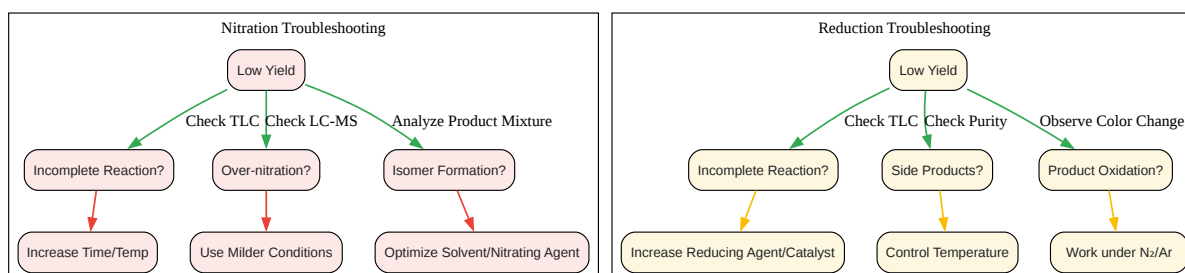 Nitration Troubleshooting
Low Yield
Check TLC
Check LC-MS
Analyze Product Mixture
Incomplete Reaction?
Over-nitration?
Isomer Formation?
Increase Time/Temp
Use Milder Conditions
Optimize Solvent/Nitrating Agent
Reduction Troubleshooting
Low Yield
Check TLC
Check Purity
Observe Color Change
Incomplete Reaction?
Side Products?
Product Oxidation?
Increase Reducing Agent/Catalyst
Control Temperature
Work under N₂/Ar